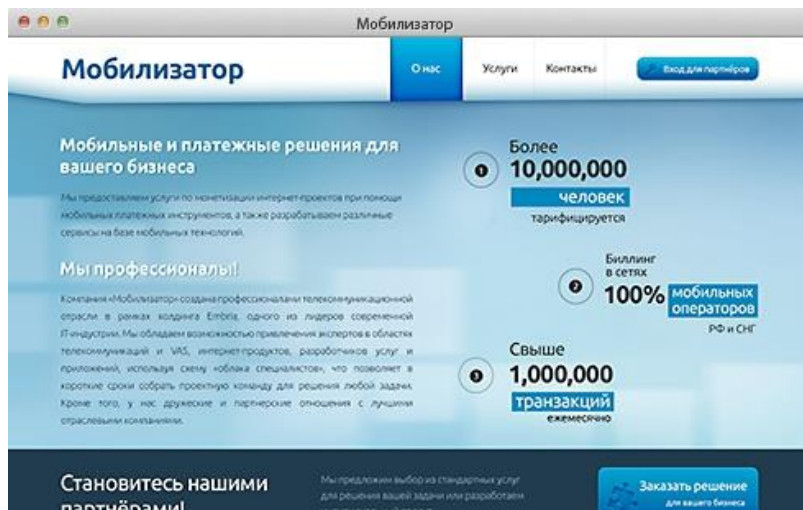 Мобилизатор
Мобилизатор
О нас
Услуги
Контакты
Вход для партнёров
Мобильные и платежные решения для
вашего бизнеса
Мы предоставляем услуги по монетизации интернет-проектов при помощи
мобильных платежных инструментов, а также разрабатываем различные
сервисы на базе мобильных технологий.
Мы профессионалы!
Компания «Мобилизатор» создана профессионалами телекоммуникационной
отрасли в рамках холдинга Embria, одного из лидеров современной
IT-индустрии. Мы обладаем возможностью привлечения экспертов в областях
телекоммуникаций и VAS, интернет-продуктов, разработчиков услуг и
приложений, используя схему «облака специалистов», что позволяет в
короткие сроки собрать проектную команду для решения любой задачи.
Кроме того, у нас дружеские и партнерские отношения с лучшими
отраслевыми компаниями.
1
Более
10,000,000
человек
тарифицируется
2
Биллинг
в сетях
100% мобильных
операторов
РФ и СНГ
3
Свыше
1,000,000
транзакций
ежемесячно
Становитесь нашими
партнёрами!
Мы предложим выбор из стандартных услуг
для решения вашей задачи или разработаем
Заказать решение
для вашего бизнеса